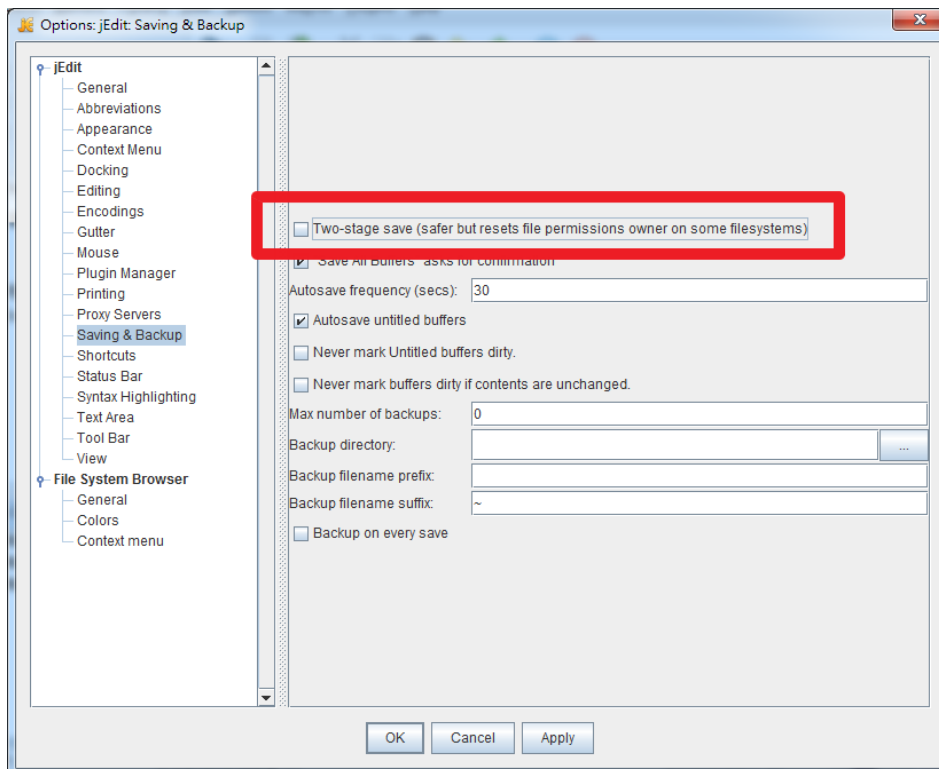 Options: jEdit: Saving & Backup
jEdit
General
Abbreviations
Appearance
Context Menu
Docking
Editing
Encodings
Gutter
Mouse
Plugin Manager
Printing
Proxy Servers
Saving & Backup
Shortcuts
Status Bar
Syntax Highlighting
Text Area
Tool Bar
View
File System Browser
General
Colors
Context menu
Two-stage save (safer but resets file permissions owner on some filesystems)
"Save All Buffers" asks for confirmation
Autosave frequency (secs): 30
Autosave untitled buffers
Never mark Untitled buffers dirty.
Never mark buffers dirty if contents are unchanged.
Max number of backups: 0
Backup directory: ...
Backup filename prefix:
Backup filename suffix: ~
Backup on every save
OK Cancel Apply